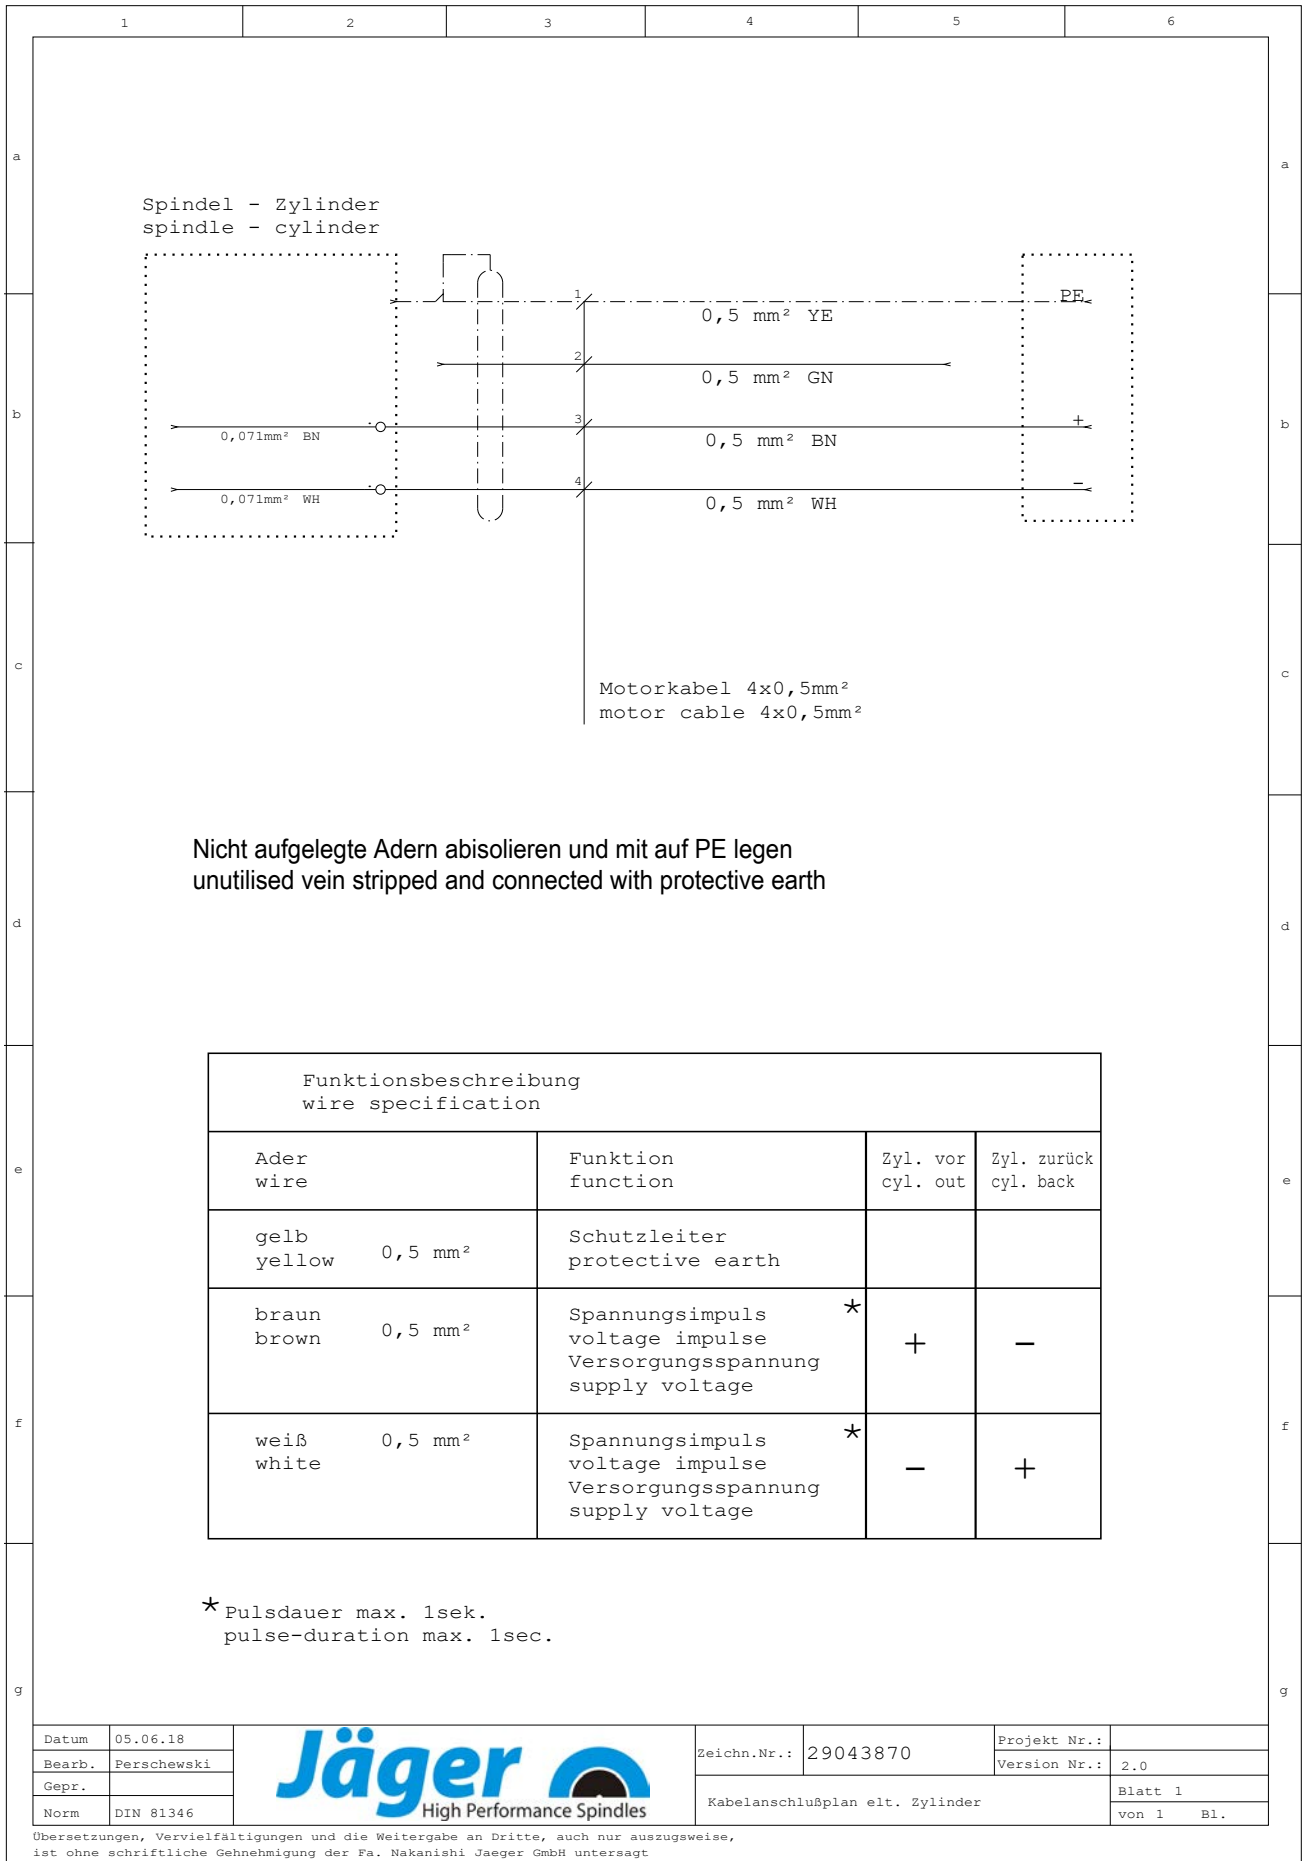 1 2 3 4 5 6
a a
Spindel - Zylinder
spindle - cylinder
1 PE
0,5 mm² YE
2
0,5 mm² GN
b b
3 +
0,071mm² BN 0,5 mm² BN
4 -
0,071mm² WH 0,5 mm² WH
c c
Motorkabel 4x0,5mm²
motor cable 4x0,5mm²
Nicht aufgelegte Adern abisolieren und mit auf PE legen
unutilised vein stripped and connected with protective earth
d d
Funktionsbeschreibung
wire specification
e e
Ader Funktion Zyl. vor Zyl. zurück
wire function cyl. out cyl. back
gelb Schutzleiter
yellow 0,5 mm² protective earth
braun Spannungsimpuls *
brown 0,5 mm² voltage impulse + -
Versorgungsspannung
supply voltage
f f
weiß 0,5 mm² Spannungsimpuls *
white voltage impulse - +
Versorgungsspannung
supply voltage
* Pulsdauer max. 1sek.
pulse-duration max. 1sec.
g g
Datum 05.06.18
Bearb. Perschewski
Gepr.
Norm DIN 81346
Jäger
High Performance Spindles
Zeichn.Nr.: 29043870
Projekt Nr.:
Version Nr.: 2.0
Kabelanschlußplan elt. Zylinder
Blatt 1
von 1 Bl.
Übersetzungen, Vervielfältigungen und die Weitergabe an Dritte, auch nur auszugsweise,
ist ohne schriftliche Gehnehmigung der Fa. Nakanishi Jaeger GmbH untersagt